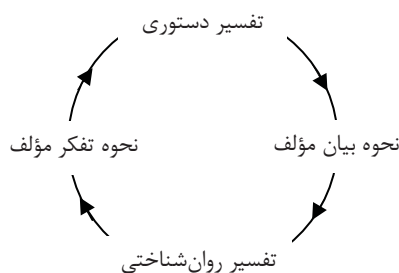 تفسیر دستوری
نحوه بیان مؤلف
نحوه تفکر مؤلف
تفسیر روان‌شناختی